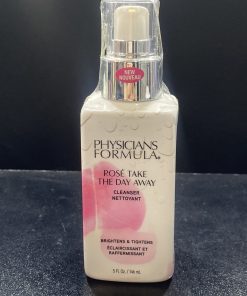 NEW
NOUVEAU
PHYSICIANS
FORMULA®
ROSÉ TAKE
THE DAY AWAY
CLEANSER
NETTOYANT
BRIGHTENS & TIGHTENS
ÉCLAIRCISSANT ET
RAFFERMISSANT
5 FL OZ / 148 mL